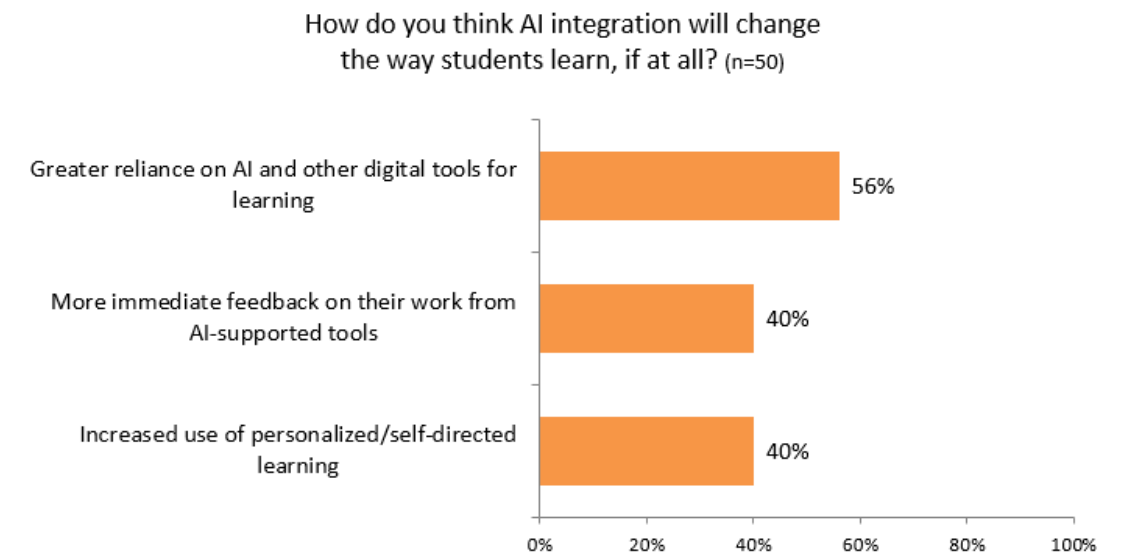 How do you think AI integration will change
the way students learn, if at all? (n=50)
Greater reliance on AI and other digital tools for
learning
56%
More immediate feedback on their work from
AI-supported tools
40%
Increased use of personalized/self-directed
learning
40%
0% 20% 40% 60% 80% 100%